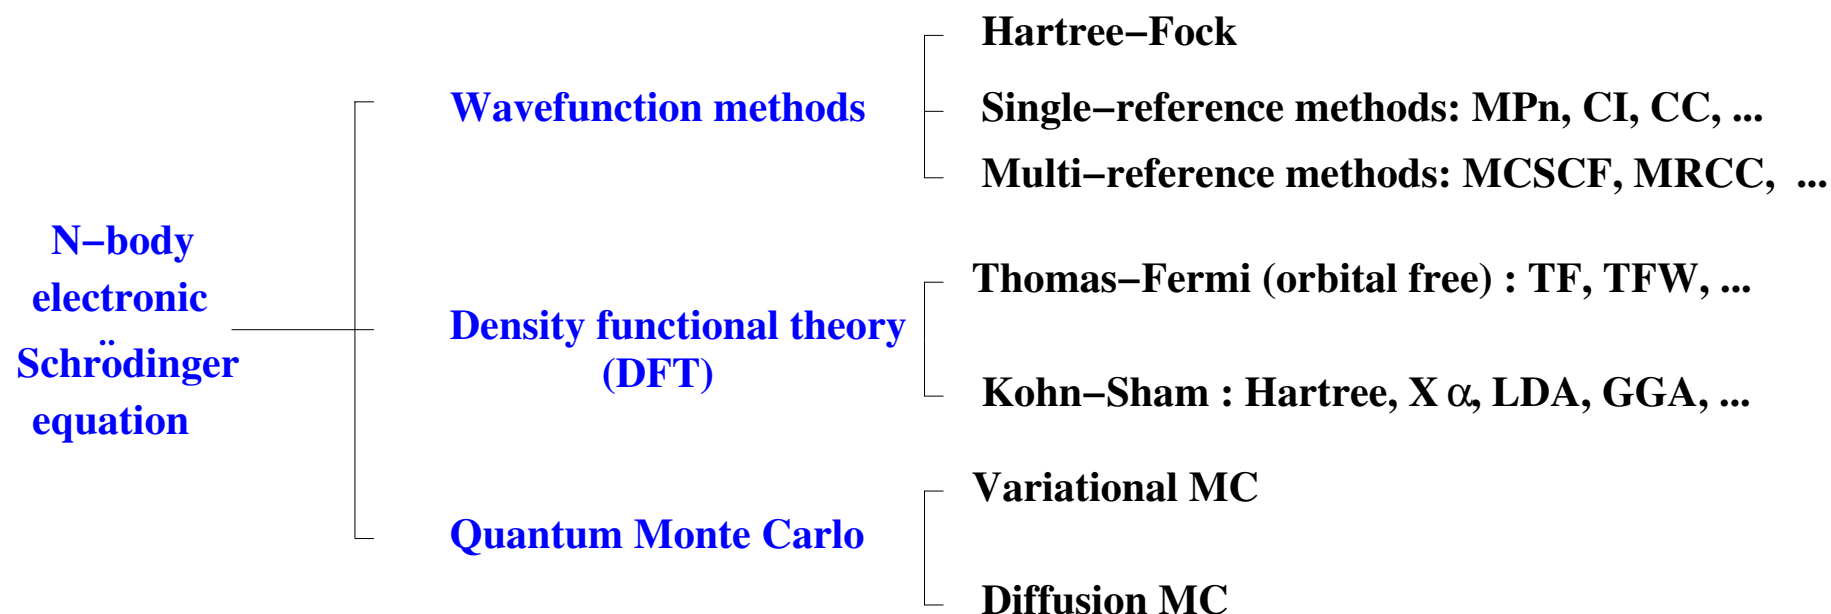 N−body
electronic
Schrödinger
equation
Wavefunction methods
Hartree−Fock
Single−reference methods: MPn, CI, CC, ...
Multi−reference methods: MCSCF, MRCC, ...
Density functional theory
(DFT)
Thomas−Fermi (orbital free) : TF, TFW, ...
Kohn−Sham : Hartree, X α, LDA, GGA, ...
Quantum Monte Carlo
Variational MC
Diffusion MC